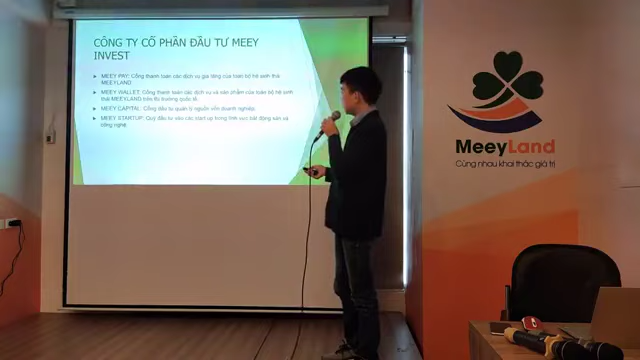 CÔNG TY CỔ PHẦN ĐẦU TƯ MEEY
INVEST
MEEY PAY: Cổng thanh toán các dịch vụ gia tăng của toàn bộ hệ sinh thái
MEEYLAND
MEEY WALLET: Cổng thanh toán các dịch vụ và sản phẩm của toàn bộ hệ sinh
thái MEEYLAND trên thị trường quốc tế.
MEEY CAPITAL: Cổng đầu tư quản lý nguồn vốn doanh nghiệp.
MEEY STARTUP: Quỹ đầu tư vào các start up trong lĩnh vực bất động sản và
công nghệ.
MeeyLand
Cùng nhau khai thác giá trị